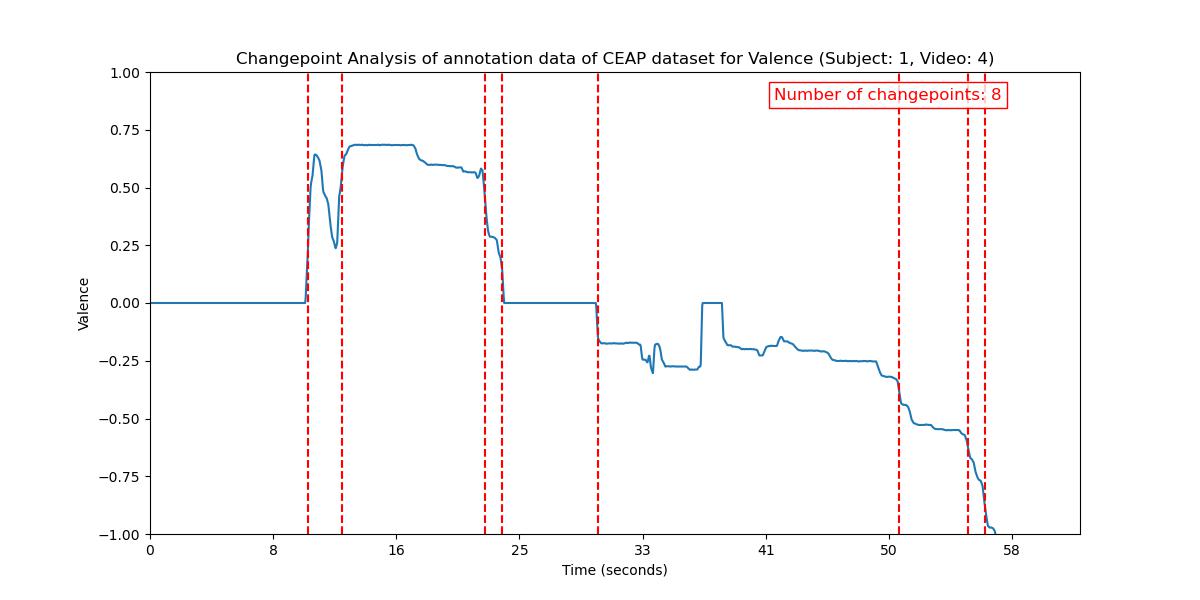 Changepoint Analysis of annotation data of CEAP dataset for Valence (Subject: 1, Video: 4)
Number of changepoints: 8
Valence
1.00
0.75
0.50
0.25
0.00
−0.25
−0.50
−0.75
−1.00
0 8 16 25 33 41 50 58
Time (seconds)